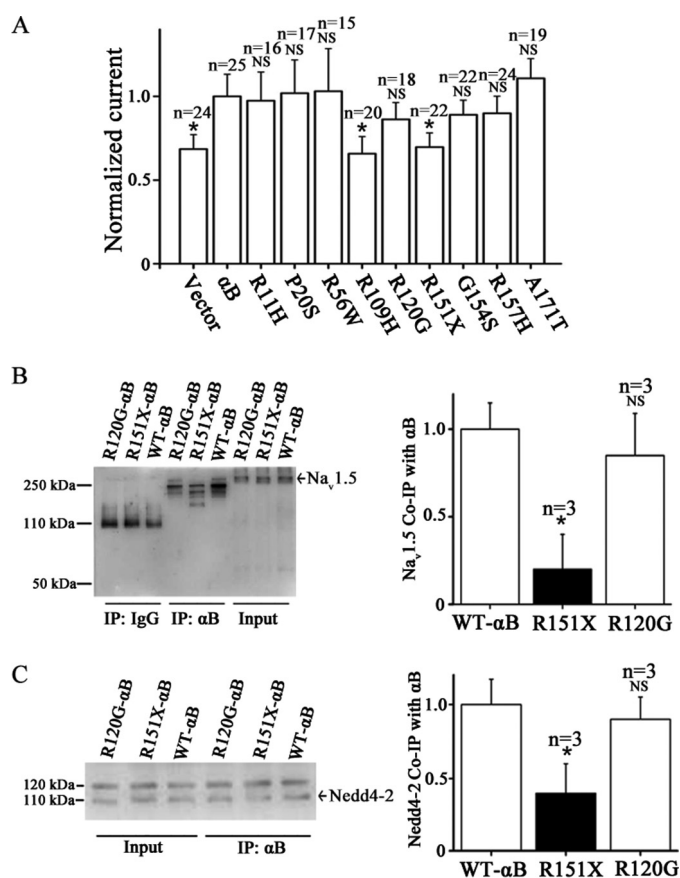 A
Normalized current
1.0
0.5
0
n=24
*
n=25
n=16
NS
n=17
NS
n=15
NS
n=20
*
n=18
NS
n=22
*
n=22
NS
n=24
NS
n=19
NS
Vector
αB
R11H
P20S
R56W
R109H
R120G
R151X
G154S
R157H
A171T
B
R120G-αB
R151X-αB
WT-αB
R120G-αB
R151X-αB
WT-αB
R120G-αB
R151X-αB
WT-αB
250 kDa
110 kDa
50 kDa
←Nav1.5
IP: IgG
IP: αB
Input
Nav1.5 Co-IP with αB
1.0
0.5
0
n=3
*
n=3
NS
WT-αB
R151X
R120G
C
R120G-αB
R151X-αB
WT-αB
R120G-αB
R151X-αB
WT-αB
120 kDa
110 kDa
←Nedd4-2
Input
IP: αB
Nedd4-2 Co-IP with αB
1.0
0.5
0
n=3
*
n=3
NS
WT-αB
R151X
R120G